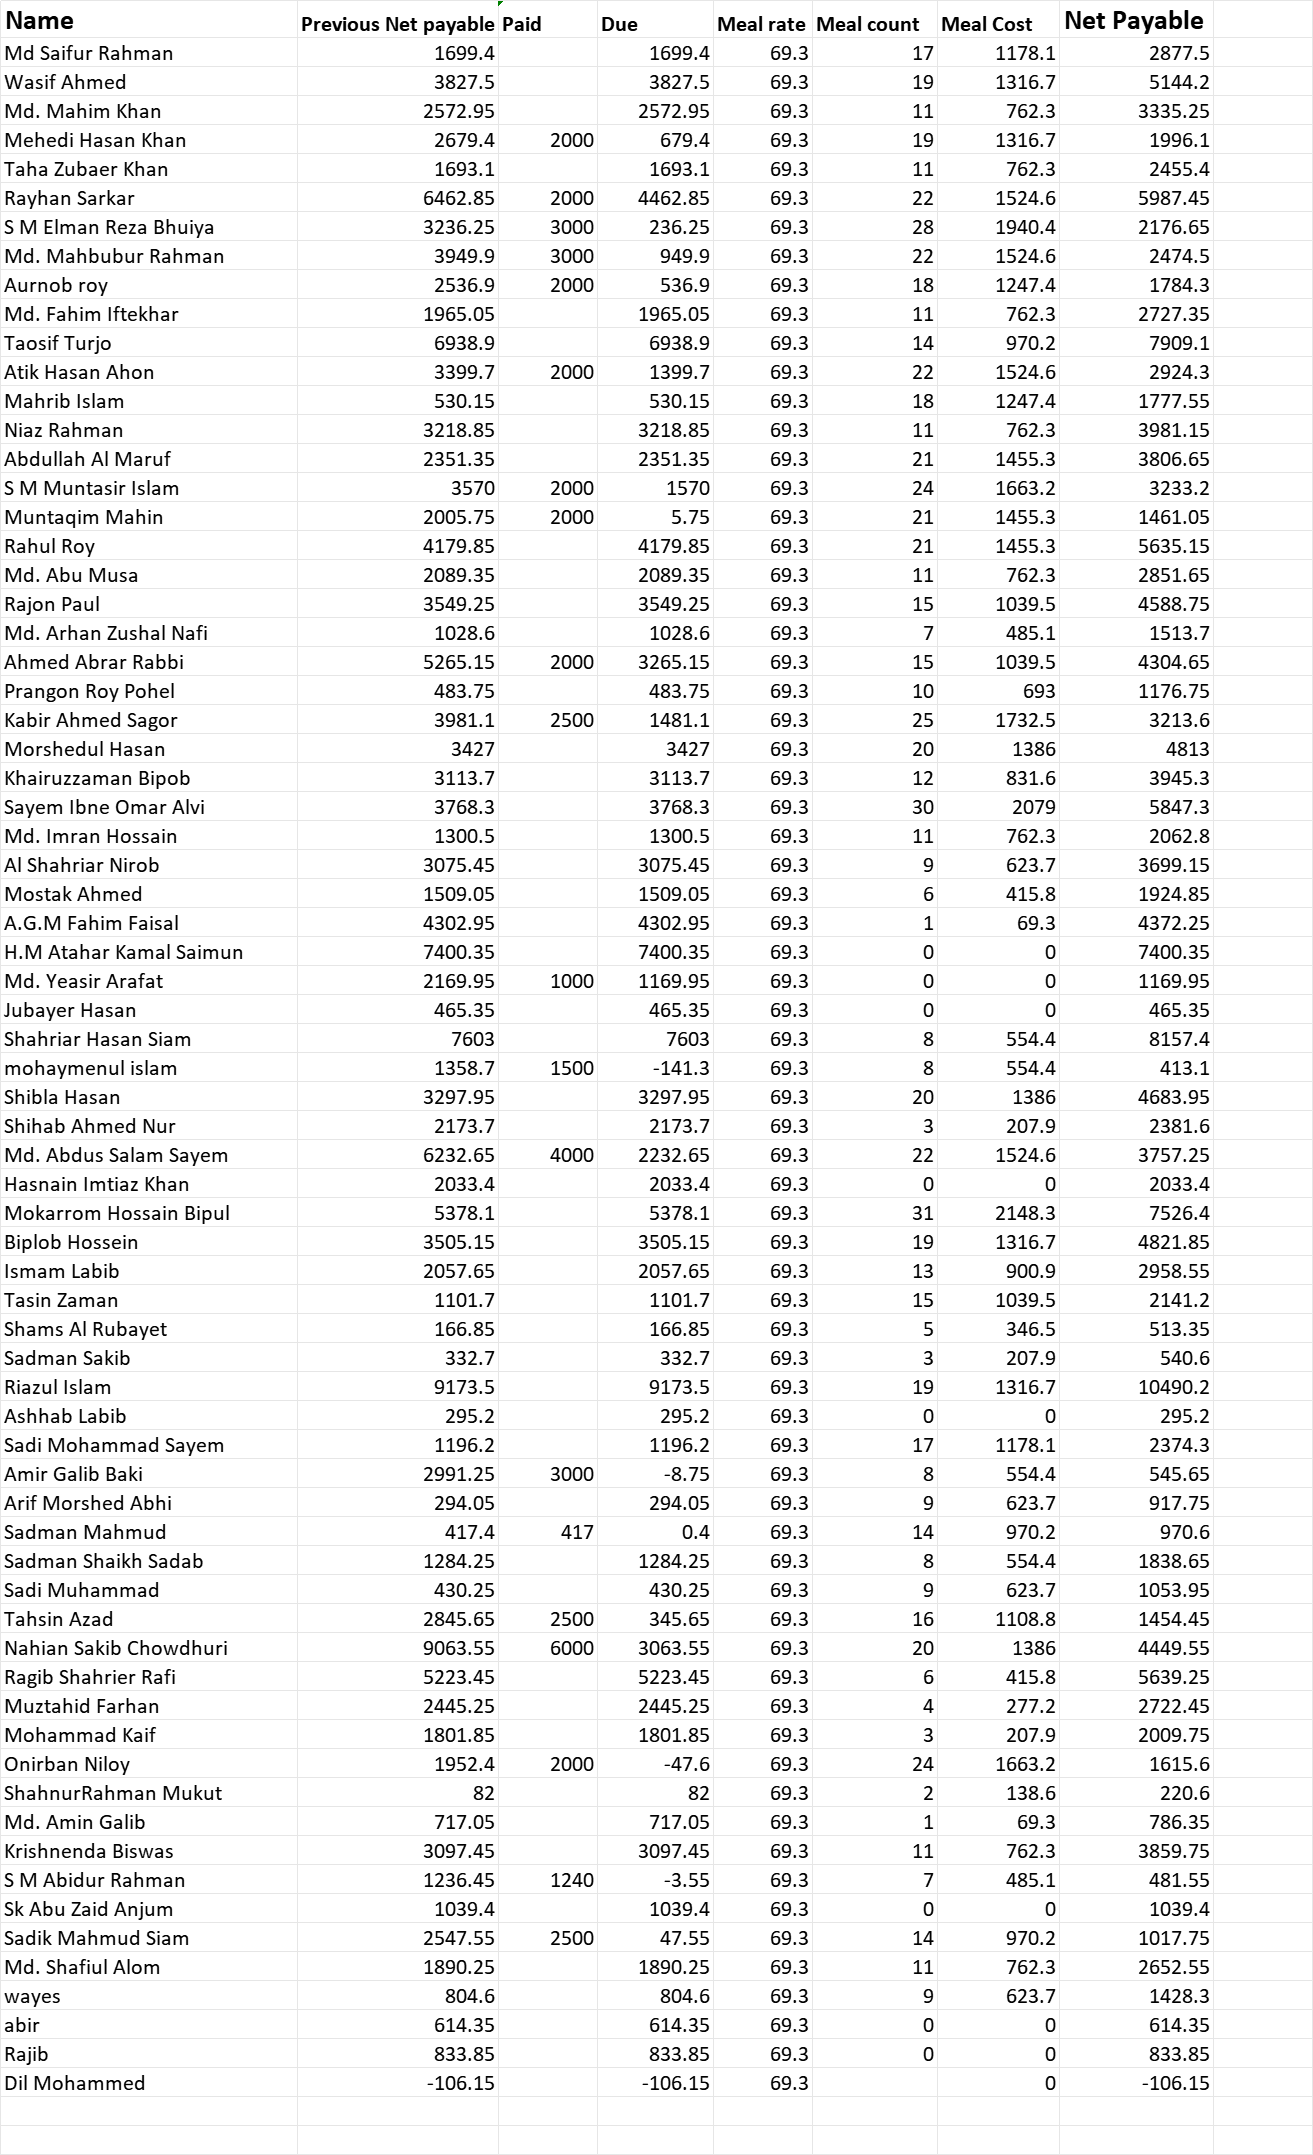 Name Previous Net payable Paid Due Meal rate Meal count Meal Cost Net Payable
Md Saifur Rahman 1699.4 1699.4 69.3 17 1178.1 2877.5
Wasif Ahmed 3827.5 3827.5 69.3 19 1316.7 5144.2
Md. Mahim Khan 2572.95 2572.95 69.3 11 762.3 3335.25
Mehedi Hasan Khan 2679.4 2000 679.4 69.3 19 1316.7 1996.1
Taha Zubaer Khan 1693.1 1693.1 69.3 11 762.3 2455.4
Rayhan Sarkar 6462.85 2000 4462.85 69.3 22 1524.6 5987.45
S M Elman Reza Bhuiya 3236.25 3000 236.25 69.3 28 1940.4 2176.65
Md. Mahbubur Rahman 3949.9 3000 949.9 69.3 22 1524.6 2474.5
Aurnob roy 2536.9 2000 536.9 69.3 18 1247.4 1784.3
Md. Fahim Iftekhar 1965.05 1965.05 69.3 11 762.3 2727.35
Taosif Turjo 6938.9 6938.9 69.3 14 970.2 7909.1
Atik Hasan Ahon 3399.7 2000 1399.7 69.3 22 1524.6 2924.3
Mahrib Islam 530.15 530.15 69.3 18 1247.4 1777.55
Niaz Rahman 3218.85 3218.85 69.3 11 762.3 3981.15
Abdullah Al Maruf 2351.35 2351.35 69.3 21 1455.3 3806.65
S M Muntasir Islam 3570 2000 1570 69.3 24 1663.2 3233.2
Muntaqim Mahin 2005.75 2000 5.75 69.3 21 1455.3 1461.05
Rahul Roy 4179.85 4179.85 69.3 21 1455.3 5635.15
Md. Abu Musa 2089.35 2089.35 69.3 11 762.3 2851.65
Rajon Paul 3549.25 3549.25 69.3 15 1039.5 4588.75
Md. Arhan Zushal Nafi 1028.6 1028.6 69.3 7 485.1 1513.7
Ahmed Abrar Rabbi 5265.15 2000 3265.15 69.3 15 1039.5 4304.65
Prangon Roy Pohel 483.75 483.75 69.3 10 693 1176.75
Kabir Ahmed Sagor 3981.1 2500 1481.1 69.3 25 1732.5 3213.6
Morshedul Hasan 3427 3427 69.3 20 1386 4813
Khairuzzaman Bipob 3113.7 3113.7 69.3 12 831.6 3945.3
Sayem Ibne Omar Alvi 3768.3 3768.3 69.3 30 2079 5847.3
Md. Imran Hossain 1300.5 1300.5 69.3 11 762.3 2062.8
Al Shahriar Nirob 3075.45 3075.45 69.3 9 623.7 3699.15
Mostak Ahmed 1509.05 1509.05 69.3 6 415.8 1924.85
A.G.M Fahim Faisal 4302.95 4302.95 69.3 1 69.3 4372.25
H.M Atahar Kamal Saimun 7400.35 7400.35 69.3 0 0 7400.35
Md. Yeasir Arafat 2169.95 1000 1169.95 69.3 0 0 1169.95
Jubayer Hasan 465.35 465.35 69.3 0 0 465.35
Shahriar Hasan Siam 7603 7603 69.3 8 554.4 8157.4
mohaymenul islam 1358.7 1500 -141.3 69.3 8 554.4 413.1
Shibla Hasan 3297.95 3297.95 69.3 20 1386 4683.95
Shihab Ahmed Nur 2173.7 2173.7 69.3 3 207.9 2381.6
Md. Abdus Salam Sayem 6232.65 4000 2232.65 69.3 22 1524.6 3757.25
Hasnain Imtiaz Khan 2033.4 2033.4 69.3 0 0 2033.4
Mokarrom Hossain Bipul 5378.1 5378.1 69.3 31 2148.3 7526.4
Biplob Hossein 3505.15 3505.15 69.3 19 1316.7 4821.85
Ismam Labib 2057.65 2057.65 69.3 13 900.9 2958.55
Tasin Zaman 1101.7 1101.7 69.3 15 1039.5 2141.2
Shams Al Rubayet 166.85 166.85 69.3 5 346.5 513.35
Sadman Sakib 332.7 332.7 69.3 3 207.9 540.6
Riazul Islam 9173.5 9173.5 69.3 19 1316.7 10490.2
Ashhab Labib 295.2 295.2 69.3 0 0 295.2
Sadi Mohammad Sayem 1196.2 1196.2 69.3 17 1178.1 2374.3
Amir Galib Baki 2991.25 3000 -8.75 69.3 8 554.4 545.65
Arif Morshed Abhi 294.05 294.05 69.3 9 623.7 917.75
Sadman Mahmud 417.4 417 0.4 69.3 14 970.2 970.6
Sadman Shaikh Sadab 1284.25 1284.25 69.3 8 554.4 1838.65
Sadi Muhammad 430.25 430.25 69.3 9 623.7 1053.95
Tahsin Azad 2845.65 2500 345.65 69.3 16 1108.8 1454.45
Nahian Sakib Chowdhuri 9063.55 6000 3063.55 69.3 20 1386 4449.55
Ragib Shahrier Rafi 5223.45 5223.45 69.3 6 415.8 5639.25
Muztahid Farhan 2445.25 2445.25 69.3 4 277.2 2722.45
Mohammad Kaif 1801.85 1801.85 69.3 3 207.9 2009.75
Onirban Niloy 1952.4 2000 -47.6 69.3 24 1663.2 1615.6
ShahnurRahman Mukut 82 82 69.3 2 138.6 220.6
Md. Amin Galib 717.05 717.05 69.3 1 69.3 786.35
Krishnenda Biswas 3097.45 3097.45 69.3 11 762.3 3859.75
S M Abidur Rahman 1236.45 1240 -3.55 69.3 7 485.1 481.55
Sk Abu Zaid Anjum 1039.4 1039.4 69.3 0 0 1039.4
Sadik Mahmud Siam 2547.55 2500 47.55 69.3 14 970.2 1017.75
Md. Shafiul Alom 1890.25 1890.25 69.3 11 762.3 2652.55
wayes 804.6 804.6 69.3 9 623.7 1428.3
abir 614.35 614.35 69.3 0 0 614.35
Rajib 833.85 833.85 69.3 0 0 833.85
Dil Mohammed -106.15 -106.15 69.3 0 -106.15